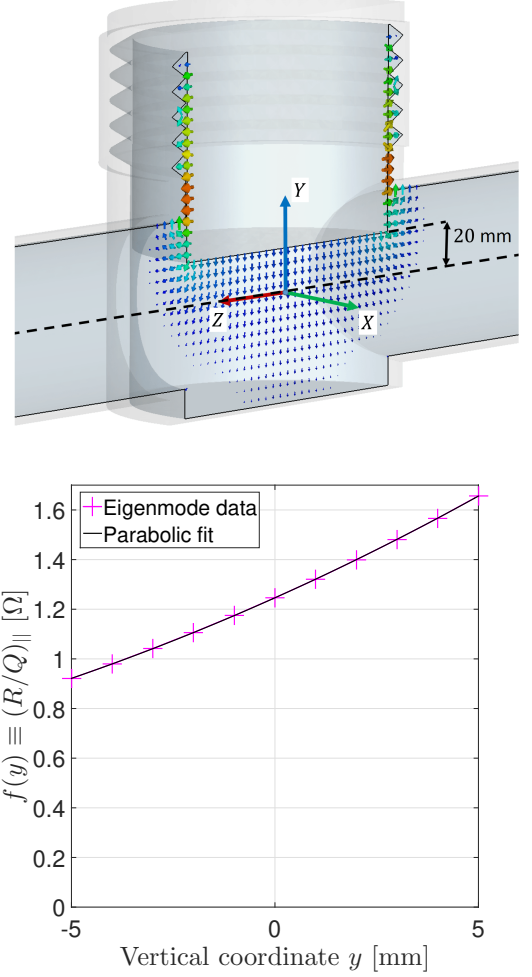 Y
20 mm
Z
X
Eigenmode data
Parabolic fit
f(y) ≡ (R/Q)∥ [Ω]
1.6
1.4
1.2
1
0.8
0.6
0.4
0.2
0
-5
0
5
Vertical coordinate y [mm]